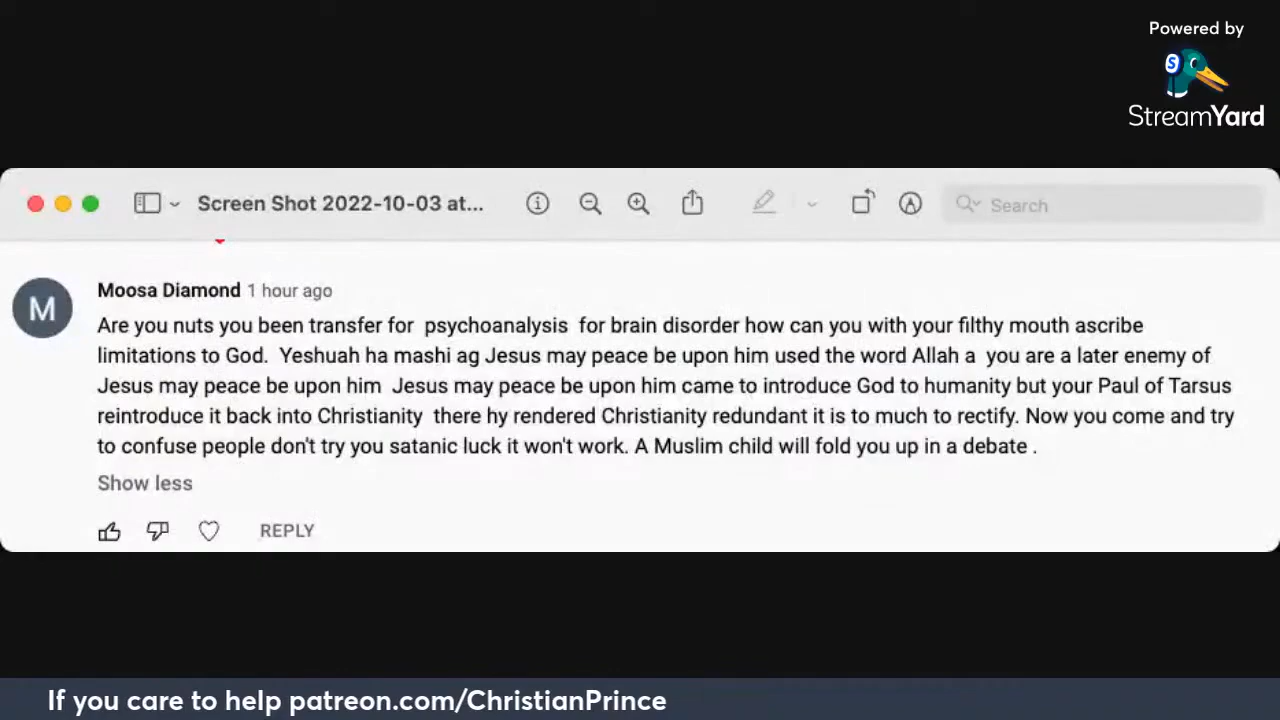 Powered by
StreamYard
Screen Shot 2022-10-03 at...
Search
M
Moosa Diamond 1 hour ago
Are you nuts you been transfer for psychoanalysis for brain disorder how can you with your filthy mouth ascribe
limitations to God. Yeshuah ha mashi ag Jesus may peace be upon him used the word Allah a you are a later enemy of
Jesus may peace be upon him Jesus may peace be upon him came to introduce God to humanity but your Paul of Tarsus
reintroduce it back into Christianity there hy rendered Christianity redundant it is to much to rectify. Now you come and try
to confuse people don't try you satanic luck it won't work. A Muslim child will fold you up in a debate .
Show less
REPLY
If you care to help patreon.com/ChristianPrince